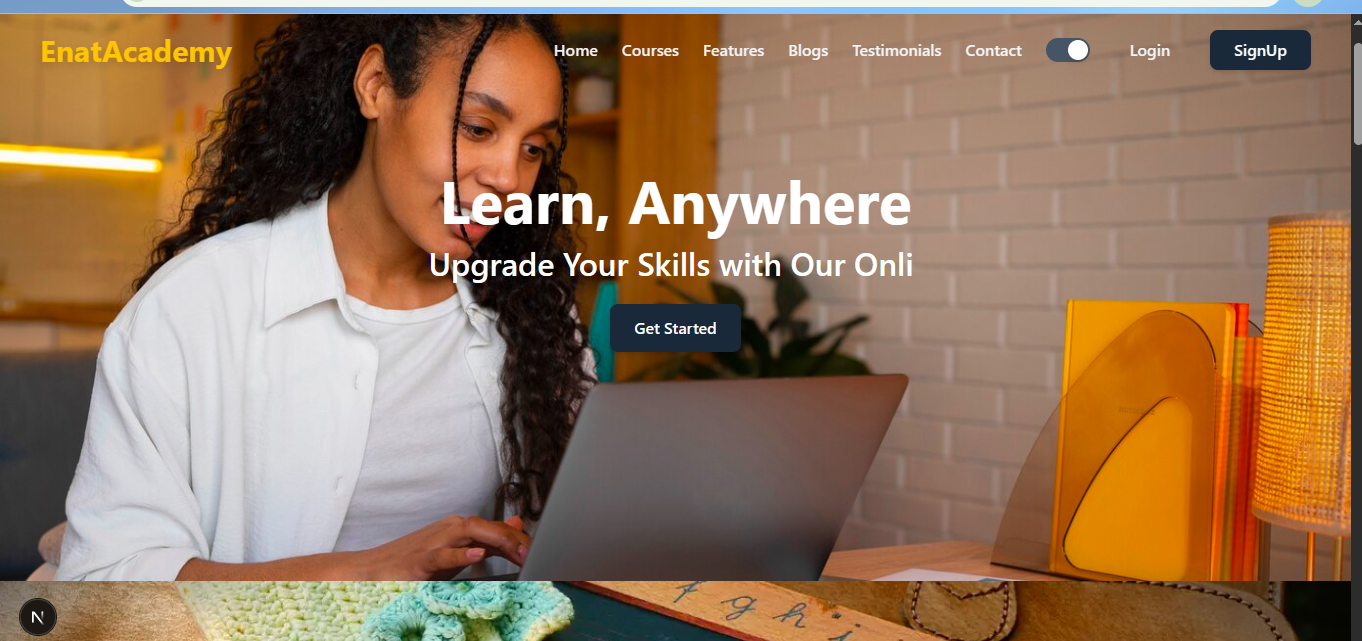 EnatAcademy
Home Courses Features Blogs Testimonials Contact Login SignUp
Learn, Anywhere
Upgrade Your Skills with Our Onli
Get Started
f g h i
N